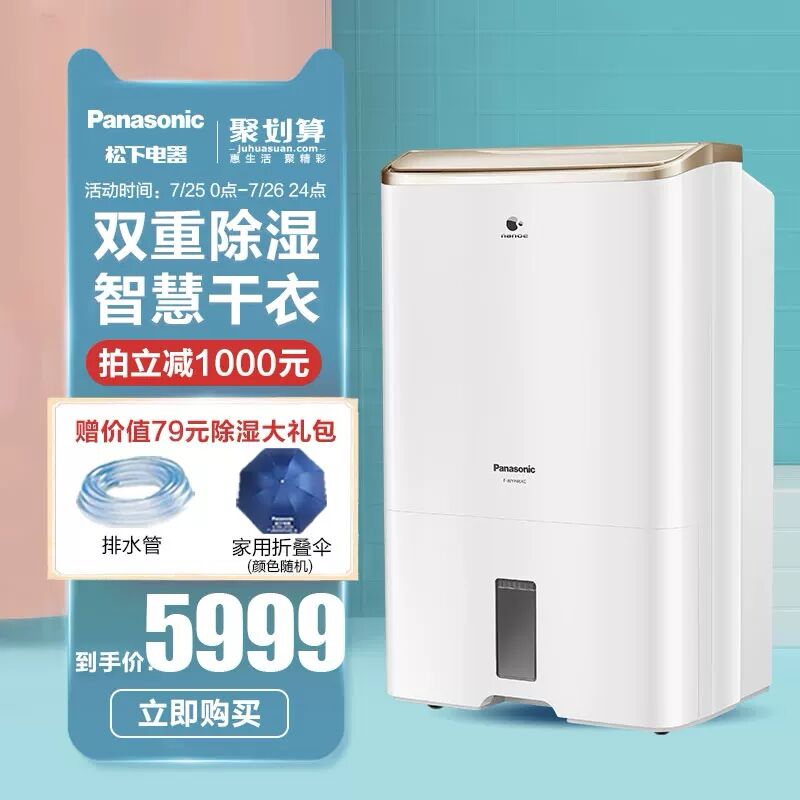 Panasonic
松下电器
聚划算
juhuasuan.com
惠生活 聚精彩
活动时间：7/25 0点-7/26 24点
双重除湿
智慧干衣
拍立减1000元
赠价值79元除湿大礼包
排水管
Panasonic
家用折叠伞
(颜色随机)
到手价: 5999
立即购买
nanoe
Panasonic